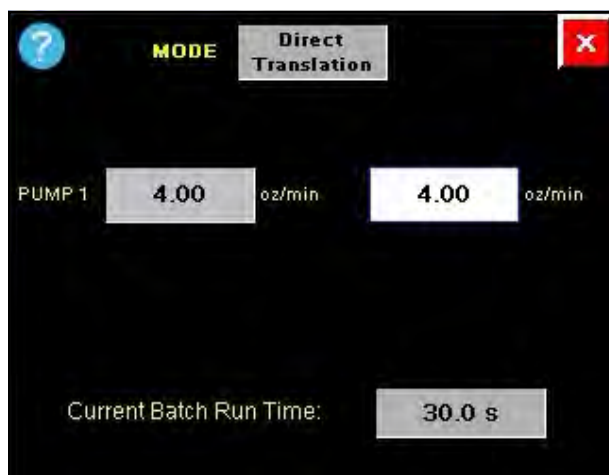 ?
MODE
Direct
Translation
X
PUMP 1
4.00
oz/min
4.00
oz/min
Current Batch Run Time:
30.0 s